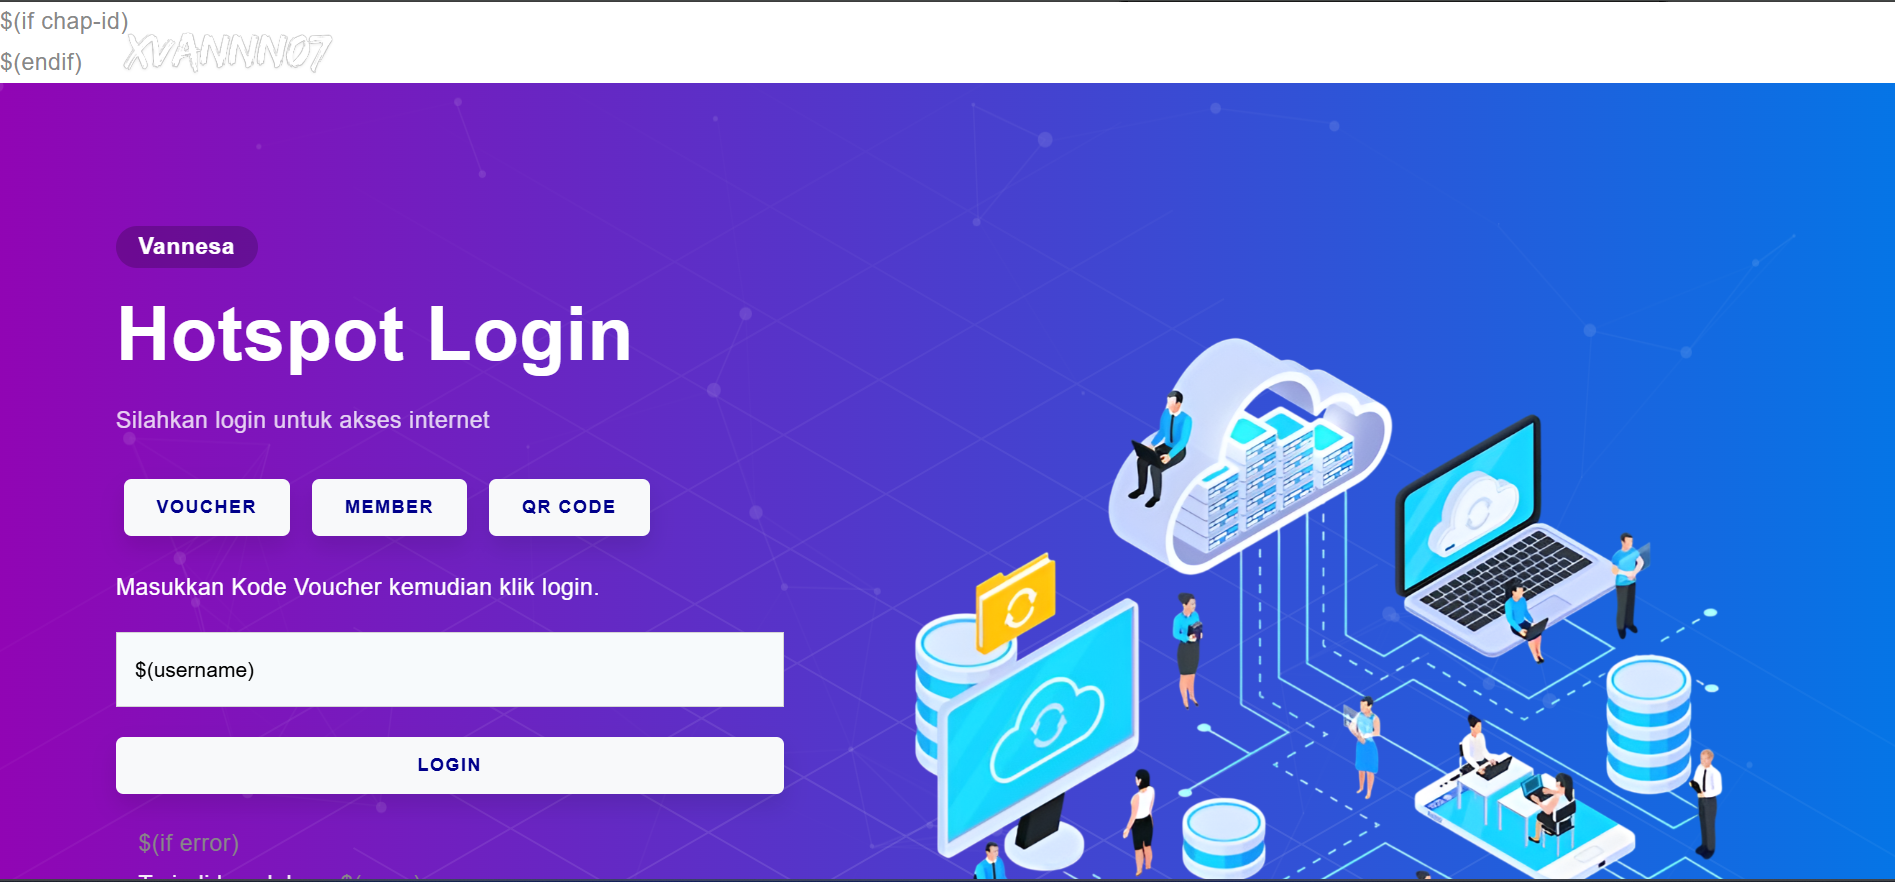 $(if chap-id)
XVANNN07
$(endif)
Vannesa
Hotspot Login
Silahkan login untuk akses internet
VOUCHER
MEMBER
QR CODE
Masukkan Kode Voucher kemudian klik login.
$(username)
LOGIN
$(if error)